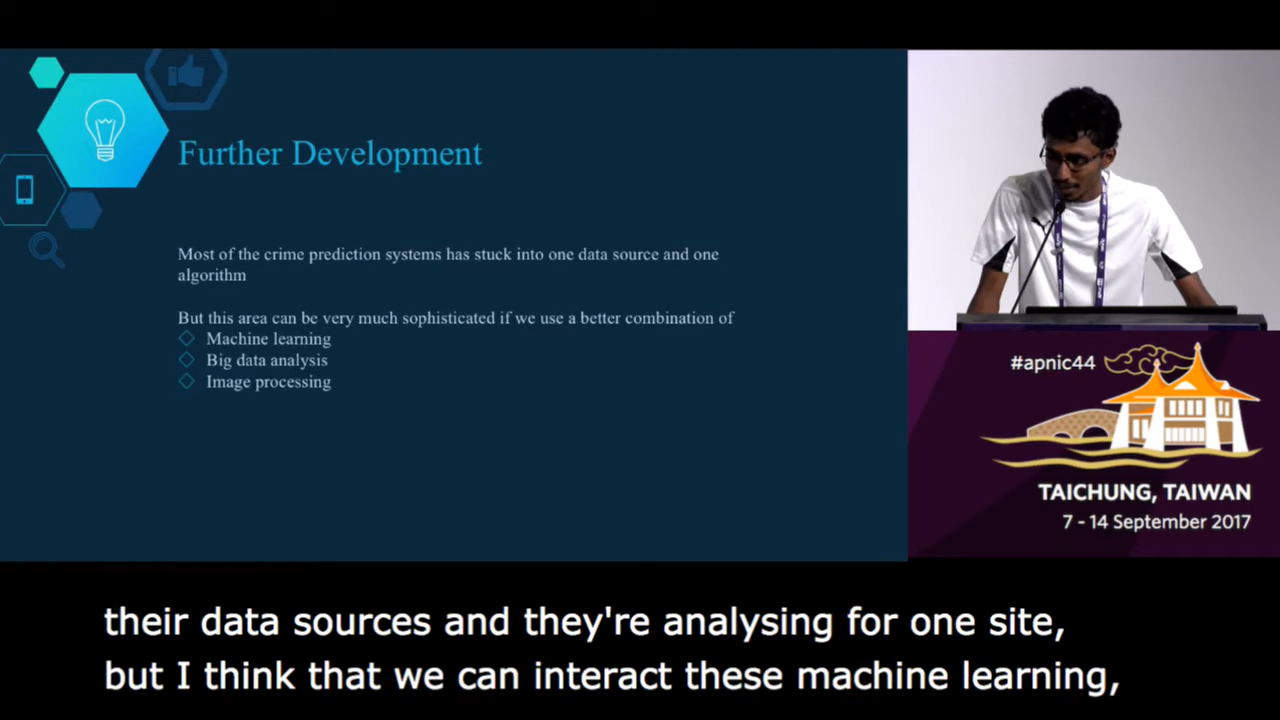 Further Development
Most of the crime prediction systems has stuck into one data source and one
algorithm
But this area can be very much sophisticated if we use a better combination of
Machine learning
Big data analysis
Image processing
#apnic44
TAICHUNG, TAIWAN
7 - 14 September 2017
their data sources and they're analysing for one site,
but I think that we can interact these machine learning,